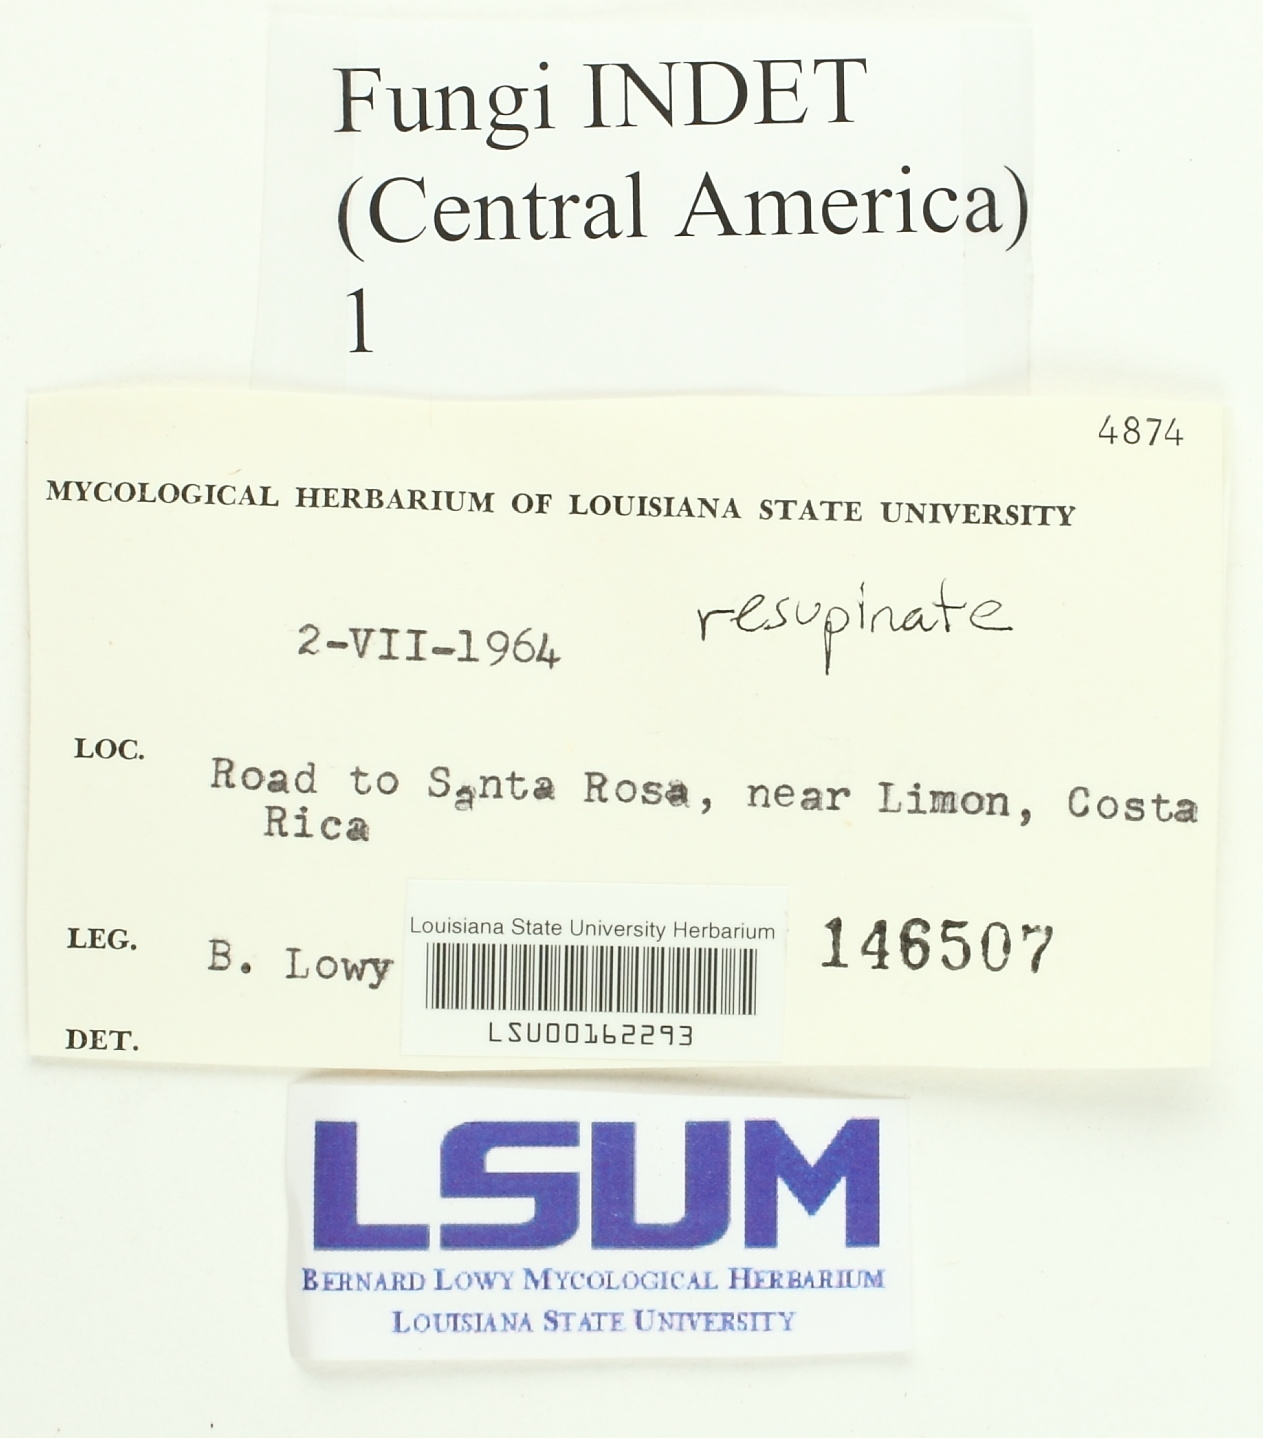 Fungi INDET
(Central America)
1
4874
MYCOLOGICAL HERBARIUM OF LOUISIANA STATE UNIVERSITY
2-VII-1964
resupinate
LOC.
Road to Santa Rosa, near Limon, Costa
Rica
LEG.
B. Lowy
Louisiana State University Herbarium
LSU00162293
146507
DET.
LSUM
BERNARD LOWY MYCOLOGICAL HERBARIUM
LOUISIANA STATE UNIVERSITY